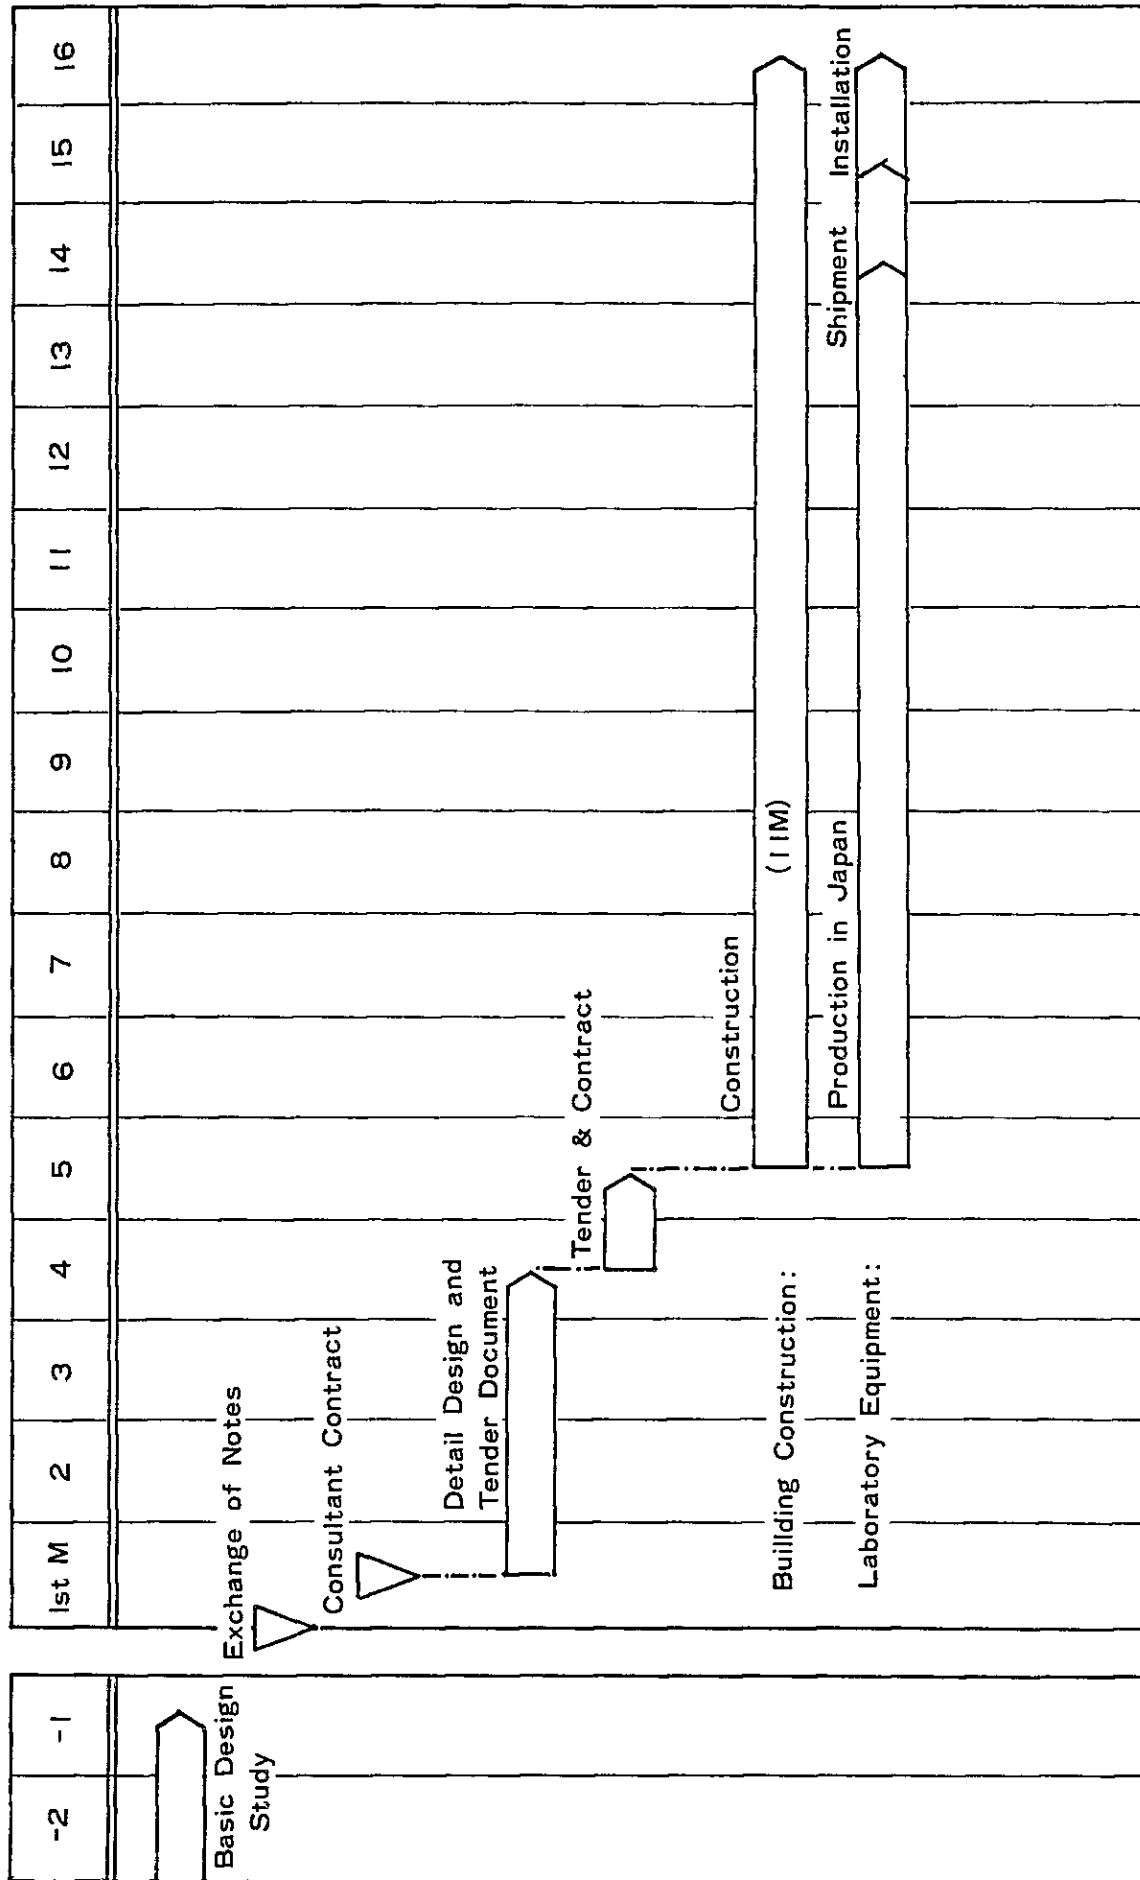 -2 -1 1st M 2 3 4 5 6 7 8 9 10 11 12 13 14 15 16
Basic Design
Study
Exchange of Notes
Consultant Contract
Detail Design and
Tender Document
Tender & Contract
Construction
Buillding Construction:
(11M)
Production in Japan
Shipment
Installation
Laboratory Equipment: